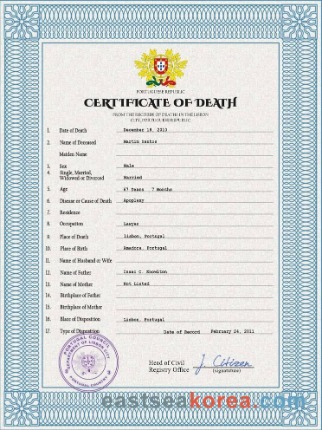 PORTUGUESE REPUBLIC
CERTIFICATE OF DEATH
FROM THE RECORDS OF DEATHS IN THE LISBON
CITY, PORTUGUESE REPUBLIC
1. Date of Death December 19, 2013
2. Name of Deceased Martin Santos
Maiden Name
3. Sex Male
4. Single, Married,
Widowed or Divorced Married
5. Age 67 Years 7 Months
6. Disease or Cause of Death Apoplexy
7. Residence
8. Occupation Lawyer
9. Place of Death Lisbon, Portugal
10. Place of Birth Amadora, Portugal
11. Name of Husband or Wife
12. Name of Father Isaac C.
13. Name of Mother Not Listed
14. Birthplace of Father
15. Birthplace of Mother
16. Place of Disposition Lisbon, Portugal
17. Type of Disposition Date of Record February 24, 2011
Head of Civil
Registry Office J. Citizen
(signature)
eastseakorea.com